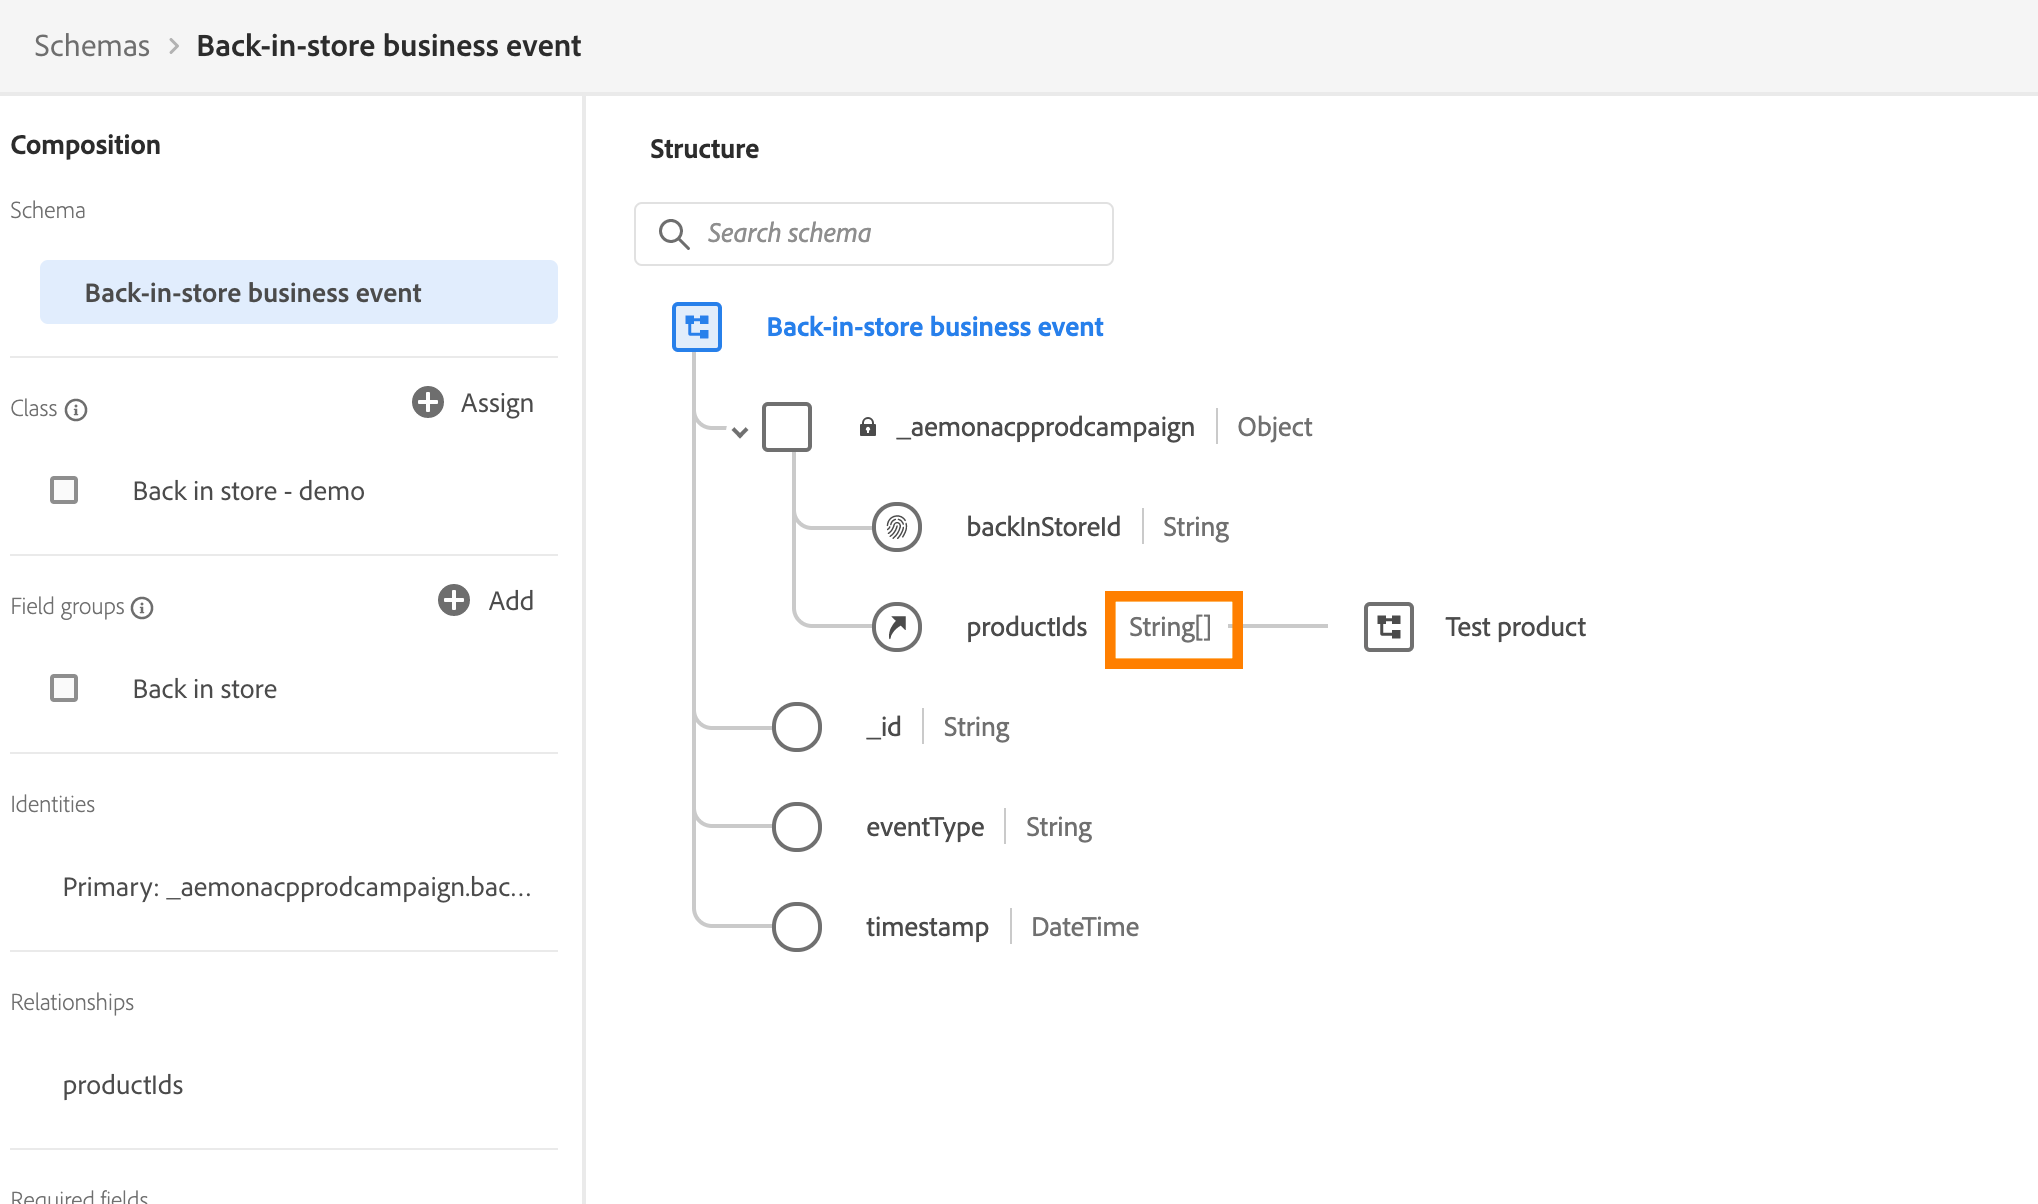 Schemas > Back-in-store business event
Composition
Schema
Back-in-store business event
Class
Assign
Back in store - demo
Field groups
Add
Back in store
Identities
Primary: _aemonacpprodcampaign.bac...
Relationships
productIds
Required fields
Structure
Search schema
Back-in-store business event
_aemonacpprodcampaign | Object
backInStoreId | String
productIds String[] Test product
_id | String
eventType | String
timestamp | DateTime